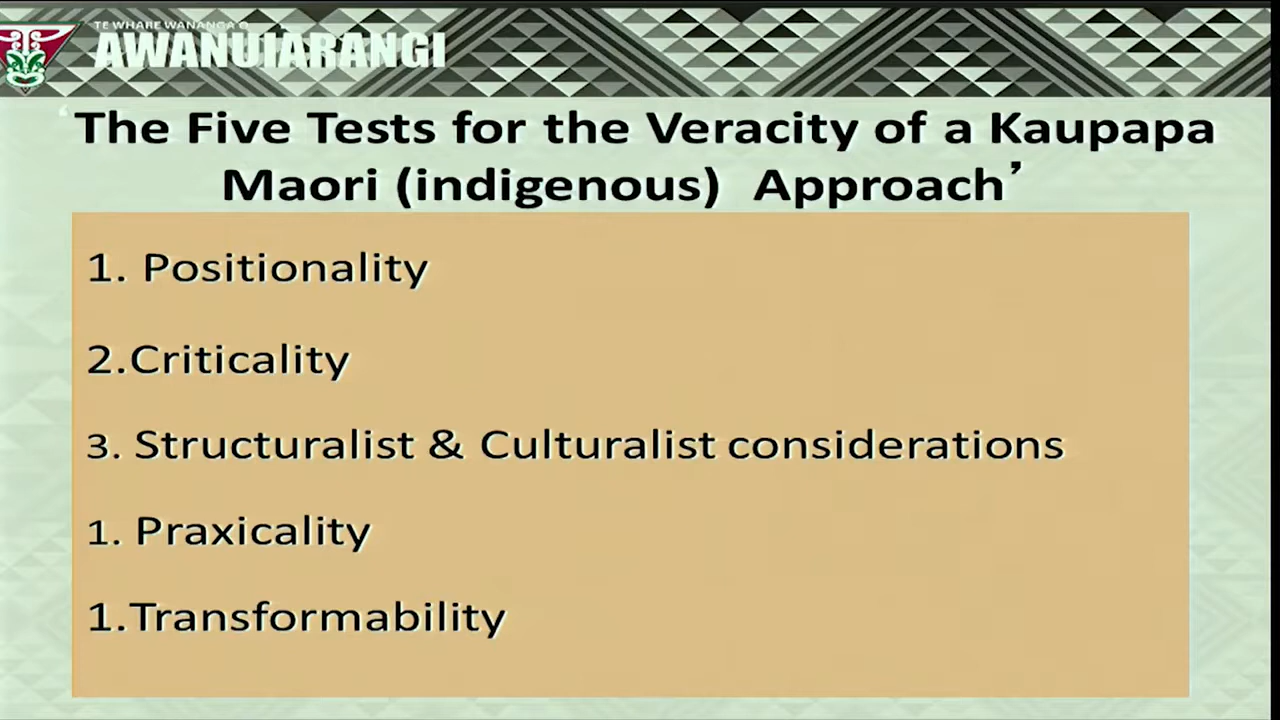 TE WHARE WANANGA O
AWANUIARANGI
‘The Five Tests for the Veracity of a Kaupapa
Maori (indigenous) Approach’
1. Positionality
2.Criticality
3. Structuralist & Culturalist considerations
1. Praxicality
1.Transformability